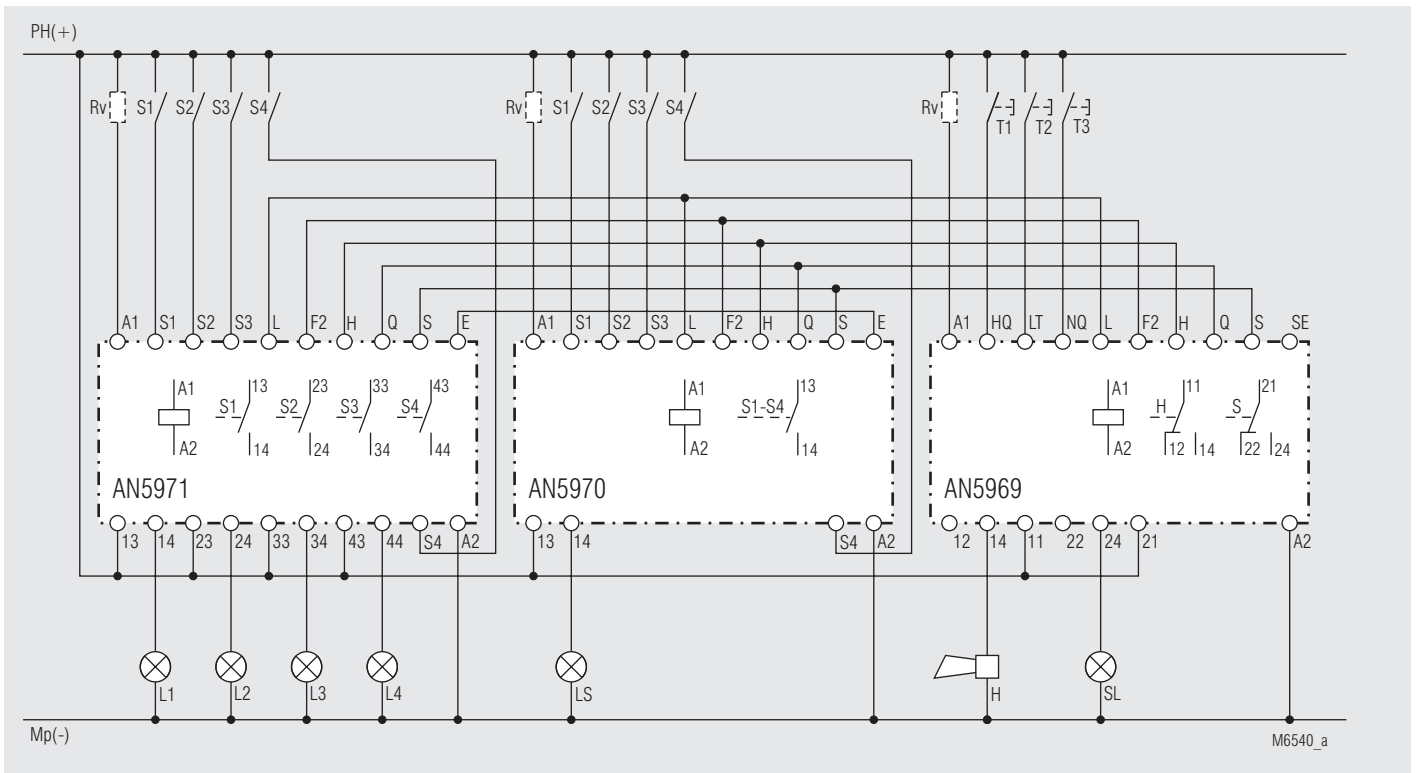 PH(+)
Rv S1 S2 S3 S4 Rv S1 S2 S3 S4 Rv T1 T2 T3
A1 S1 S2 S3 L F2 H Q S E A1 S1 S2 S3 L F2 H Q S E A1 HQ LT NQ L F2 H Q S SE
A1 13 23 33 43 A1 13 A1 11 21
S1 S2 S3 S4 S1-S4 H S
A2 14 24 34 44 A2 14 A2 12 14 22 24
AN5971 AN5970 AN5969
13 14 23 24 33 34 43 44 S4 A2 13 14 S4 A2 12 14 11 22 24 21 A2
L1 L2 L3 L4 LS H SL
Mp(-)
M6540_a